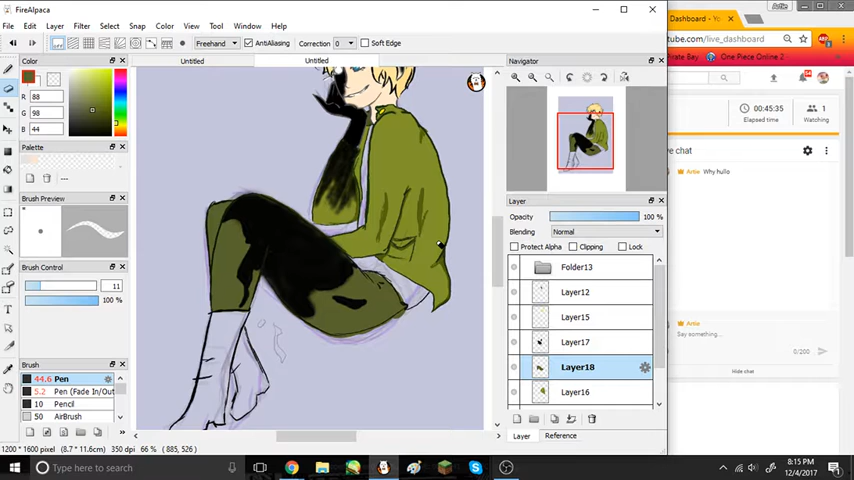 FireAlpaca
File Edit Layer Filter Select Snap Color View Tool Window Help
Freehand AntiAliasing Correction 0 Soft Edge
Color
R 88
G 98
B 44
Palette
---
Brush Preview
Brush Control
11
100 %
Brush
44.6 Pen
5.2 Pen (Fade In/Out
10 Pencil
50 AirBrush
1200 * 1600 pixel (8.7 * 11.6cm) 350 dpi 66 % ( 885, 526 )
Untitled
Untitled
Navigator
Layer
Opacity 100 %
Blending Normal
Protect Alpha Clipping Lock
Folder13
Layer12
Layer15
Layer17
Layer18
Layer16
Layer Reference
Artie
Dashboard - Yo
tube.com/live_dashboard
Bay One Piece Online 2
00:45:35
Elapsed time
1
Watching
ve chat
Artie Why hullo
Artie
Say something...
0/200
Hide chat
Type here to search
8:15 PM
12/4/2017